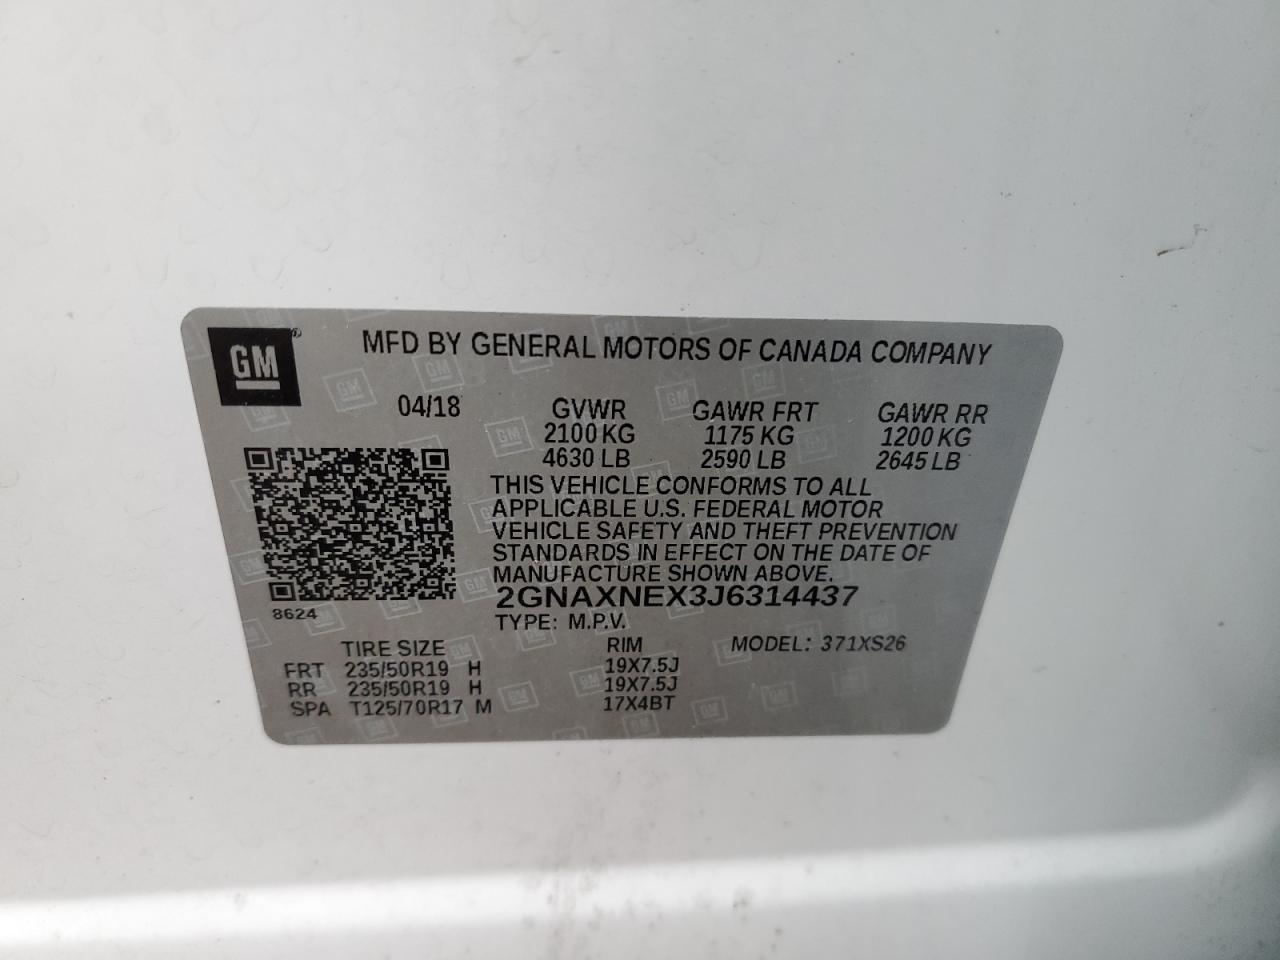 GM
MFD BY GENERAL MOTORS OF CANADA COMPANY
04/18 GVWR GAWR FRT GAWR RR
2100 KG 1175 KG 1200 KG
4630 LB 2590 LB 2645 LB
THIS VEHICLE CONFORMS TO ALL
APPLICABLE U.S. FEDERAL MOTOR
VEHICLE SAFETY AND THEFT PREVENTION
STANDARDS IN EFFECT ON THE DATE OF
MANUFACTURE SHOWN ABOVE.
8624
2GNAXNEX3J6314437
TYPE: M.P.V.
TIRE SIZE RIM MODEL: 371XS26
FRT 235/50R19 H 19X7.5J
RR 235/50R19 H 19X7.5J
SPA T125/70R17 M 17X4BT